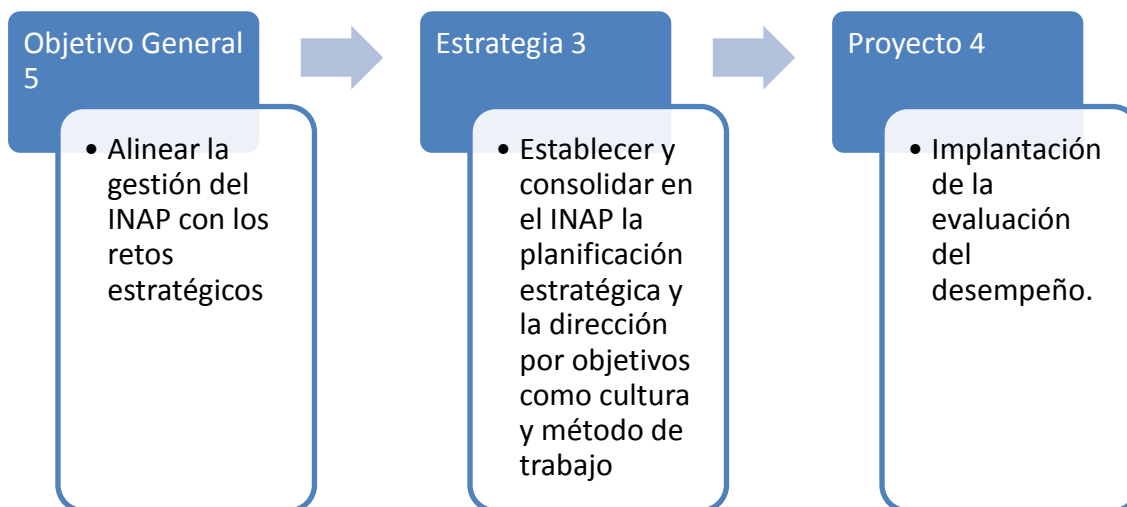 Objetivo General
5
• Alinear la
gestión del
INAP con los
retos
estratégicos
Estrategia 3
• Establecer y
consolidar en
el INAP la
planificación
estratégica y
la dirección
por objetivos
como cultura
y método de
trabajo
Proyecto 4
• Implantación
de la
evaluación
del
desempeño.